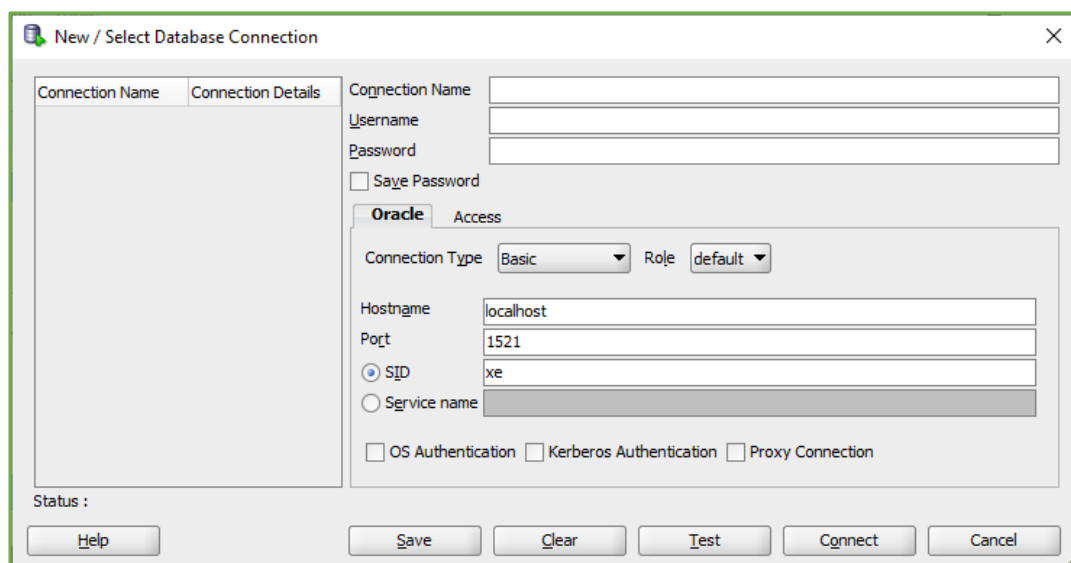 New / Select Database Connection
Connection Name Connection Details
Connection Name
Username
Password
Save Password
Oracle Access
Connection Type Basic Role default
Hostname localhost
Port 1521
SID xe
Service name
OS Authentication Kerberos Authentication Proxy Connection
Status :
Help Save Clear Test Connect Cancel